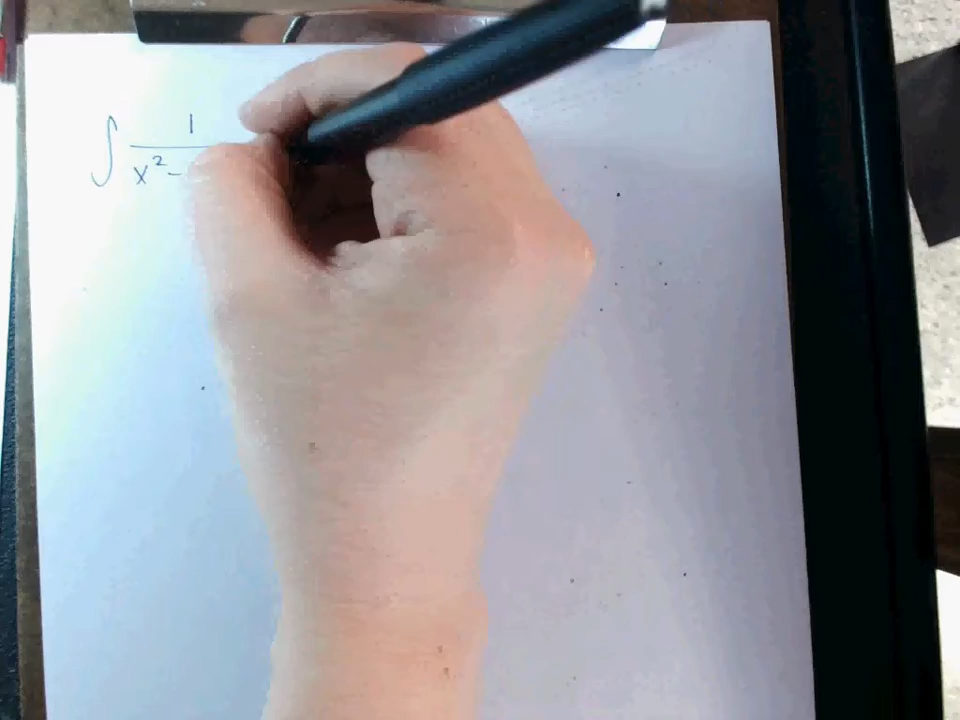 ∫ 1/x² -